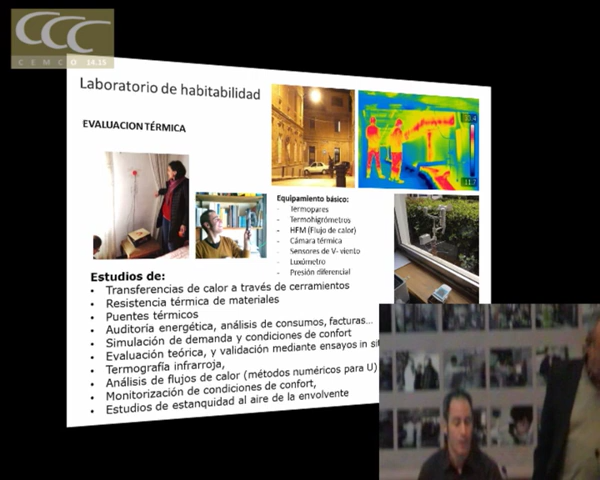 CCC
CEMCO 14.15
Laboratorio de habitabilidad
EVALUACION TÉRMICA
Equipamiento básico:
- Termopares
- Termohigrómetros
- HFM (Flujo de calor)
- Cámara térmica
- Sensores de V- viento
- Luxómetro
- Presión diferencial
Estudios de:
• Transferencias de calor a través de cerramientos
• Resistencia térmica de materiales
• Puentes térmicos
• Auditoría energética, análisis de consumos, facturas...
• Simulación de demanda y condiciones de confort
• Evaluación teórica, y validación mediante ensayos in sit
• Termografía infrarroja,
• Análisis de flujos de calor (métodos numéricos para U)
• Monitorización de condiciones de confort,
• Estudios de estanquidad al aire de la envolvente